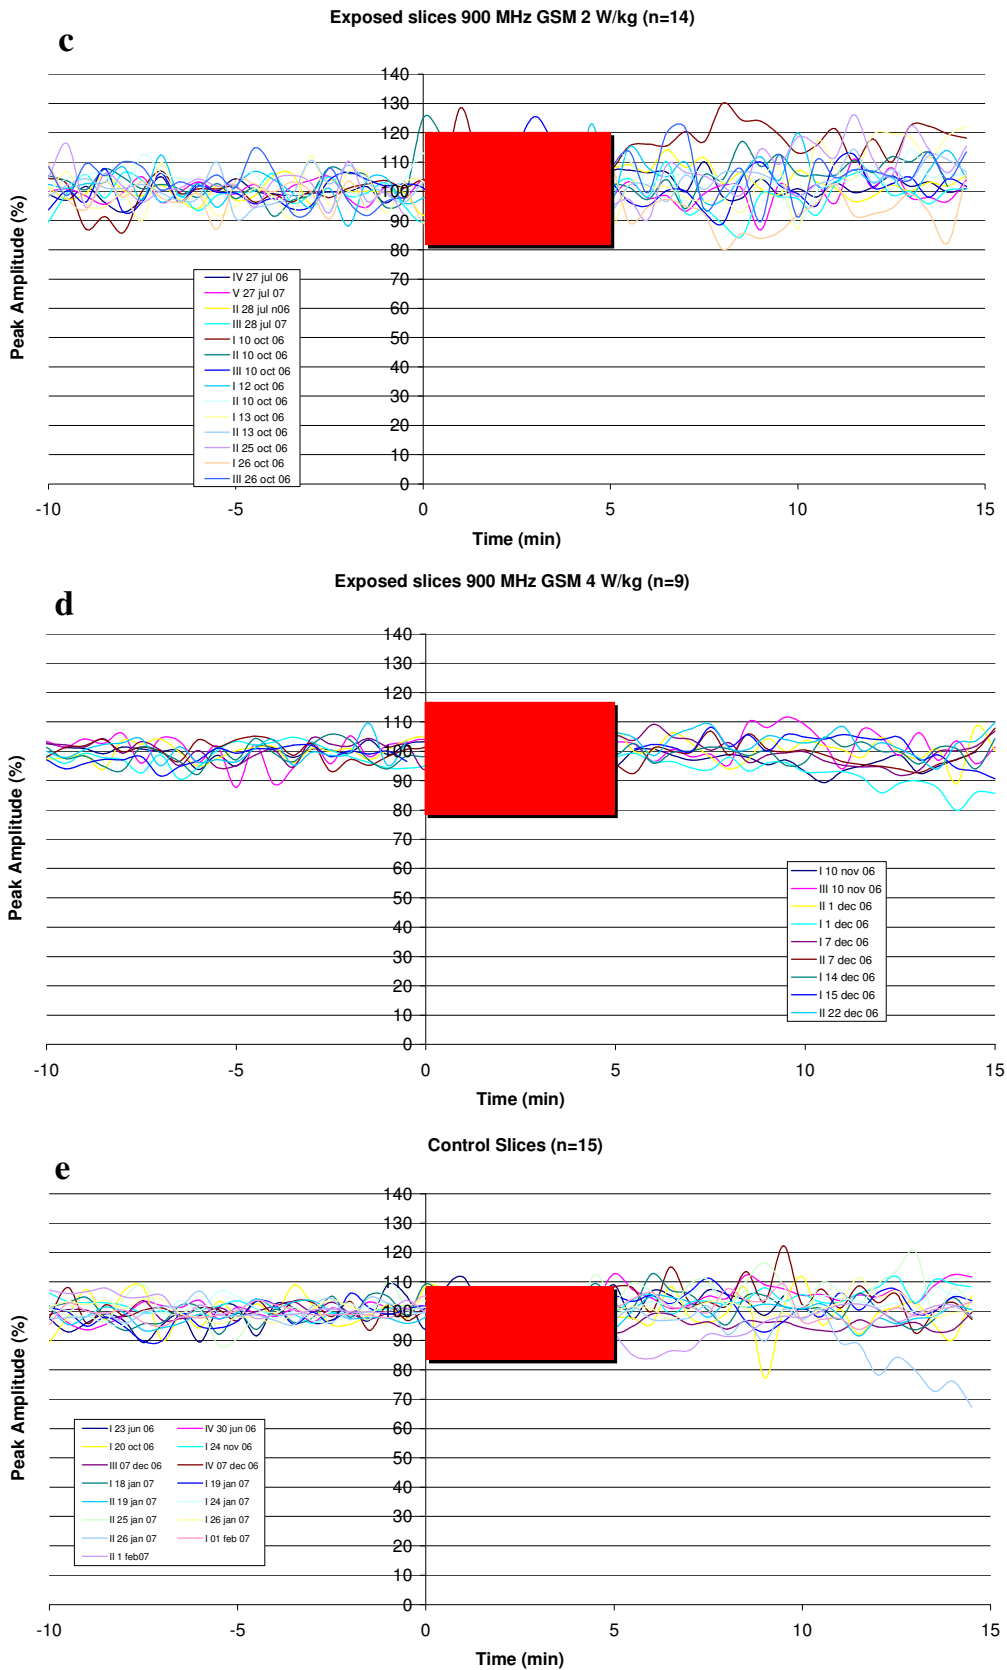 Exposed slices 900 MHz GSM 2 W/kg (n=14)
c
140
130
120
110
100
90
80
70
60
50
40
30
20
10
0
Peak Amplitude (%)
IV 27 jul 06
V 27 jul 07
II 28 jul n06
III 28 jul 07
I 10 oct 06
II 10 oct 06
III 10 oct 06
I 12 oct 06
II 10 oct 06
I 13 oct 06
II 13 oct 06
II 25 oct 06
I 26 oct 06
III 26 oct 06
-10 -5 0 5 10 15
Time (min)
Exposed slices 900 MHz GSM 4 W/kg (n=9)
d
140
130
120
110
100
90
80
70
60
50
40
30
20
10
0
Peak Amplitude (%)
I 10 nov 06
III 10 nov 06
II 1 dec 06
I 1 dec 06
I 7 dec 06
II 7 dec 06
I 14 dec 06
I 15 dec 06
II 22 dec 06
-10 -5 0 5 10 15
Time (min)
Control Slices (n=15)
e
140
130
120
110
100
90
80
70
60
50
40
30
20
10
0
Peak Amplitude (%)
I 23 jun 06 IV 30 jun 06
I 20 oct 06 I 24 nov 06
III 07 dec 06 IV 07 dec 06
I 18 jan 07 I 19 jan 07
II 19 jan 07 I 24 jan 07
II 25 jan 07 I 26 jan 07
II 26 jan 07 I 01 feb 07
II 1 feb07
-10 -5 0 5 10 15
Time (min)